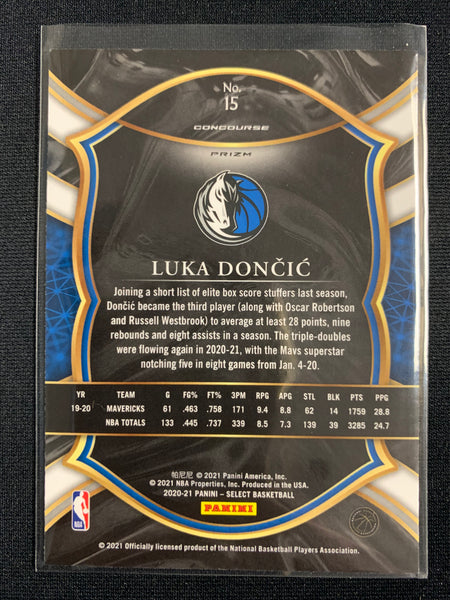 No.
15
CONCOURSE
PRIZM
LUKA DONČIĆ
Joining a short list of elite box score stuffers last season,
Dončić became the third player (along with Oscar Robertson
and Russell Westbrook) to average at least 28 points, nine
rebounds and eight assists in a season. The triple-doubles
were flowing again in 2020-21, with the Mavs superstar
notching five in eight games from Jan. 4-20.
YR TEAM G FG% FT% 3PM RPG APG STL BLK PTS PPG
19-20 MAVERICKS 61 .463 .758 171 9.4 8.8 62 14 1759 28.8
NBA TOTALS 133 .445 .737 339 8.5 7.3 139 39 3285 24.7
帕尼尼 © 2021 Panini America, Inc.
© 2021 NBA Properties, Inc. Produced in the USA.
2020-21 PANINI – SELECT BASKETBALL
PANINI
NBA
© 2021 Officially licensed product of the National Basketball Players Association.